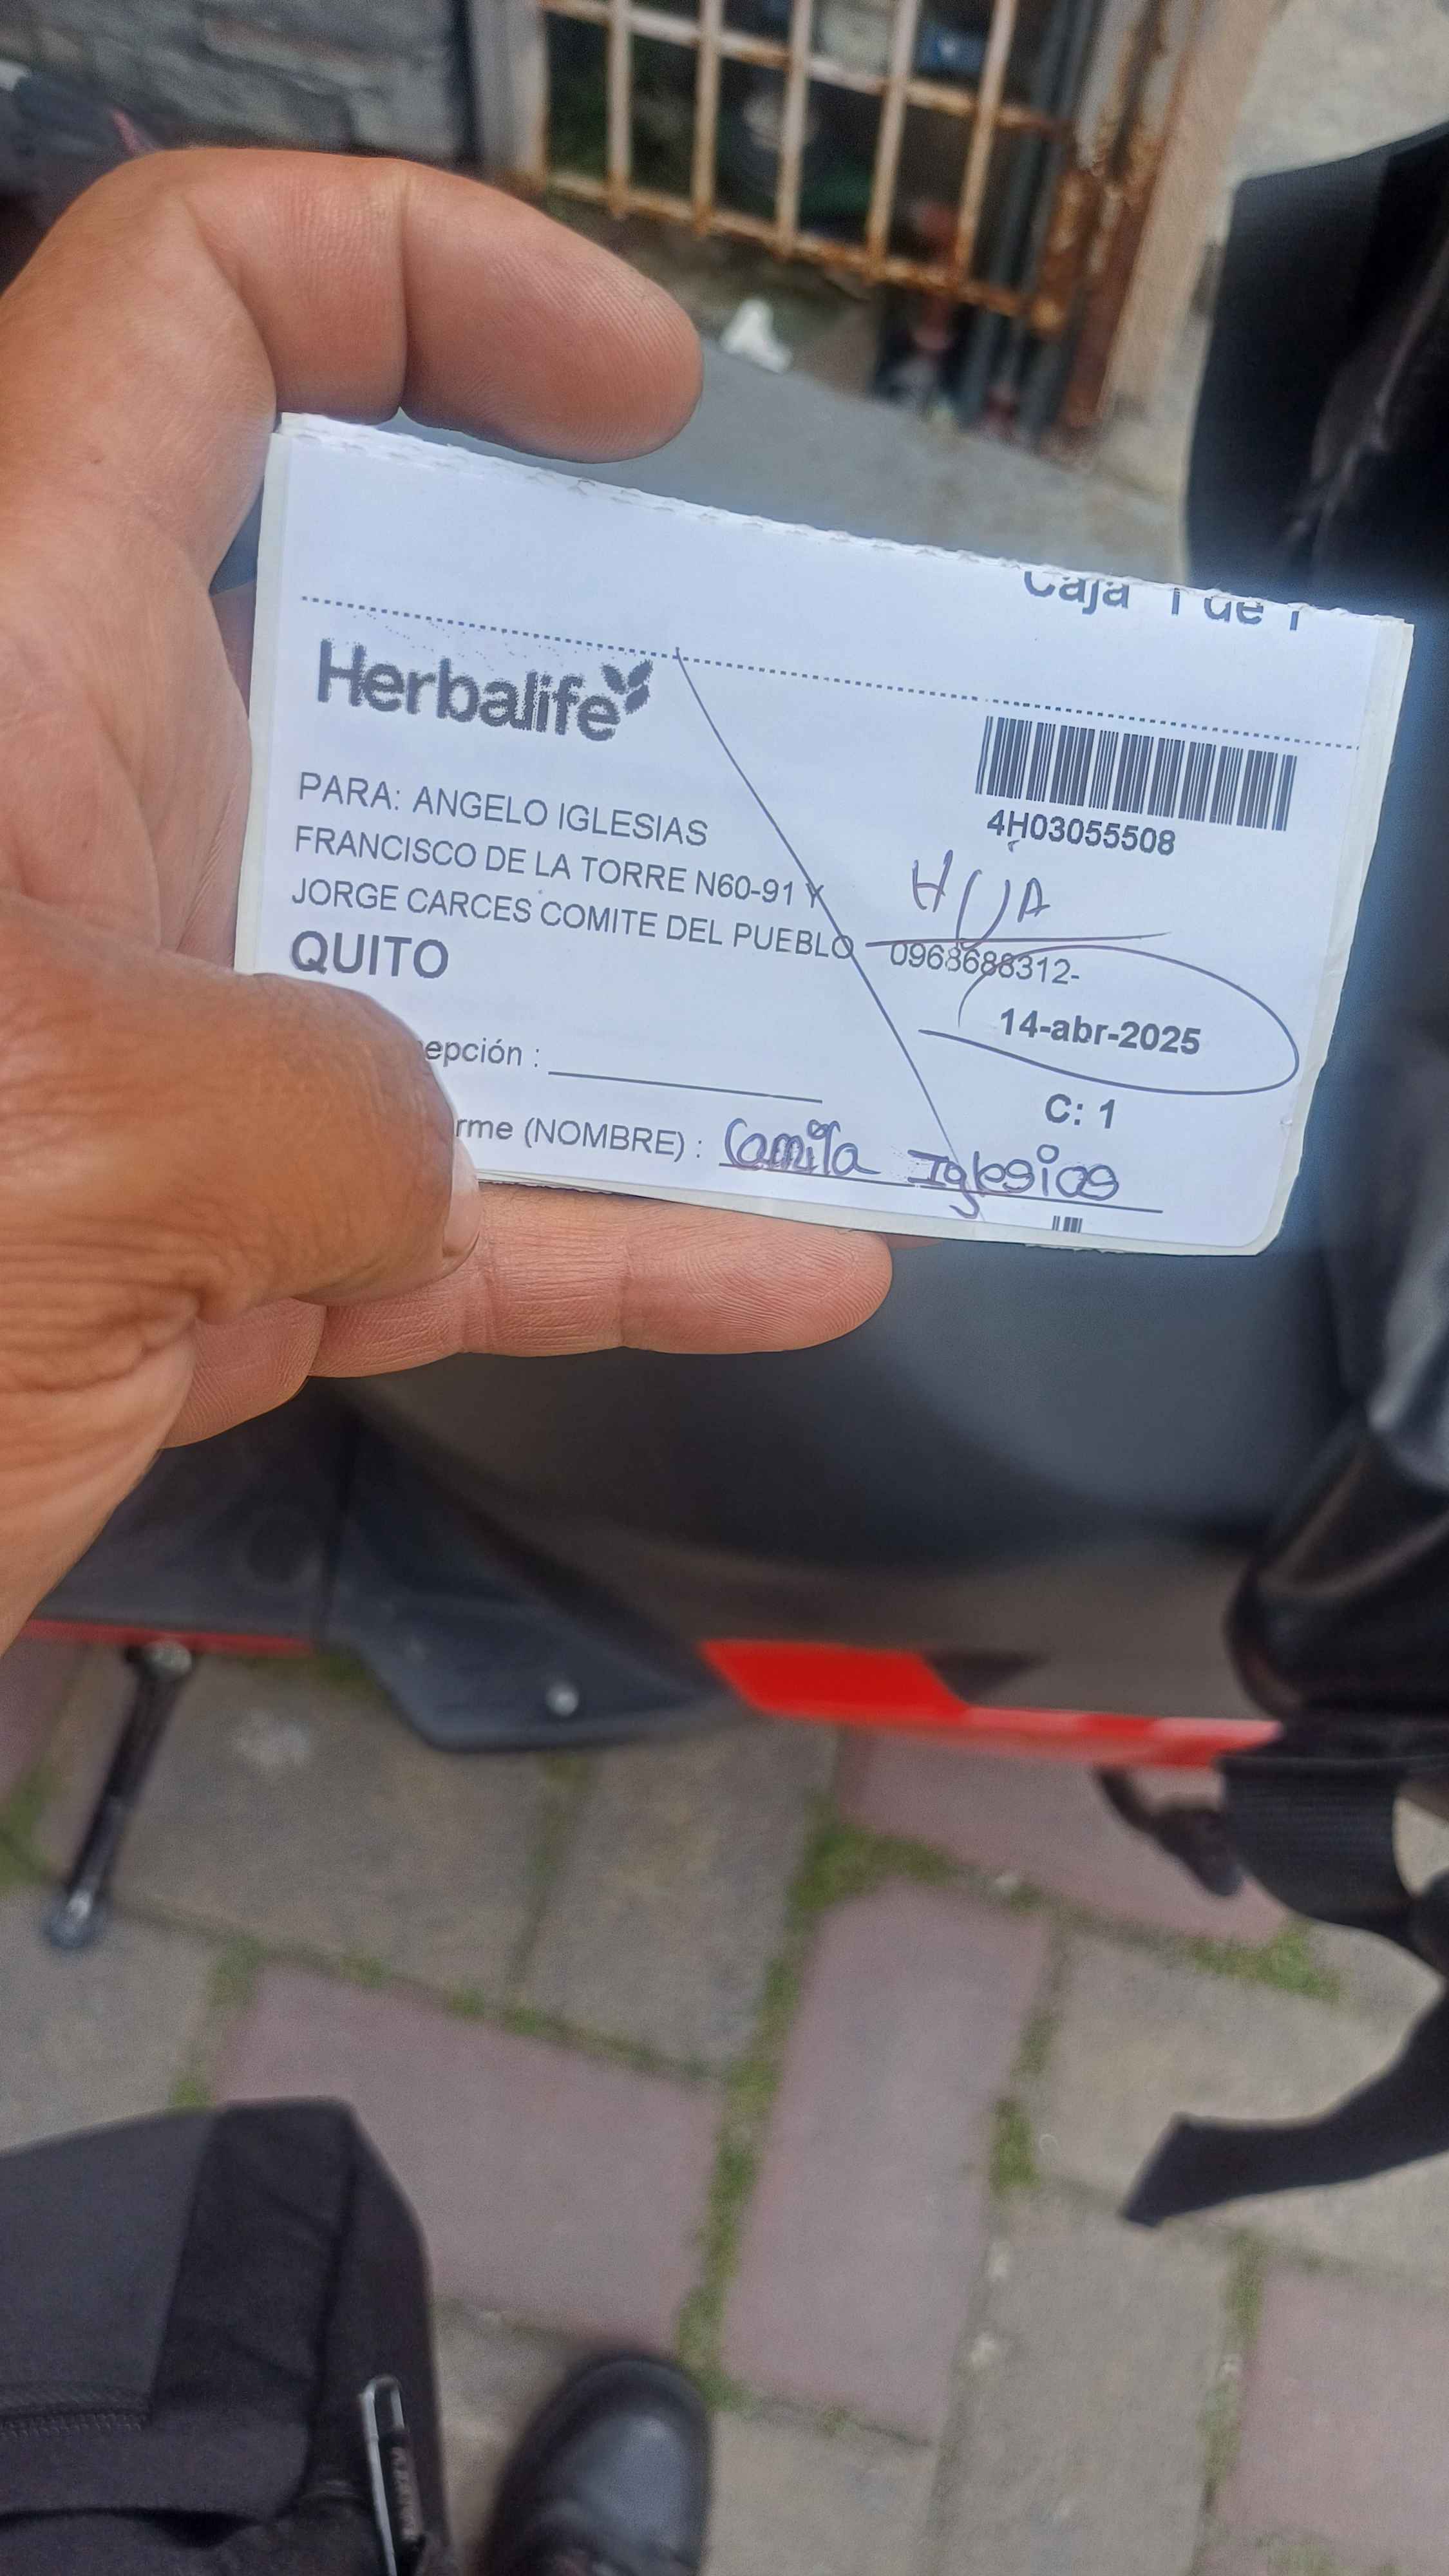 Caja 1 de 1
Herbalife
4H03055508
PARA: ANGELO IGLESIAS
FRANCISCO DE LA TORRE N60-91 Y
JORGE CARCES COMITE DEL PUEBLO
HIJA
0968688312-
QUITO
14-abr-2025
epción :
C: 1
rme (NOMBRE) : Camila Iglesias